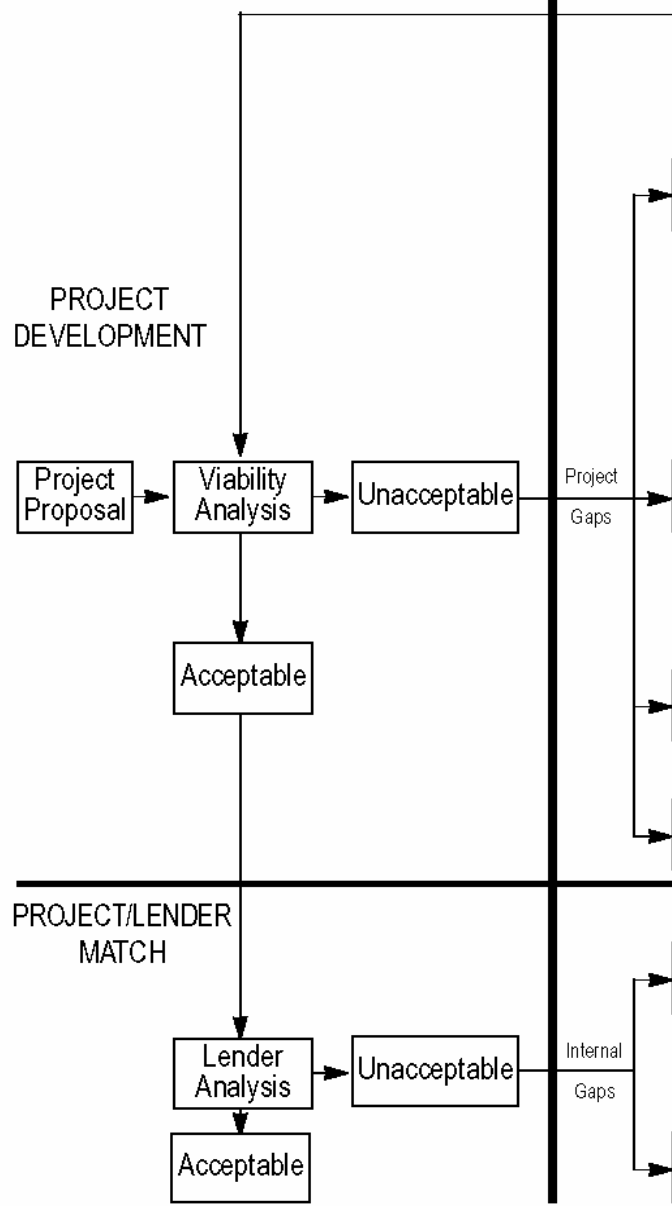 PROJECT
DEVELOPMENT
Project
Proposal
Viability
Analysis
Unacceptable
Project
Gaps
Acceptable
PROJECT/LENDER
MATCH
Lender
Analysis
Unacceptable
Internal
Gaps
Acceptable